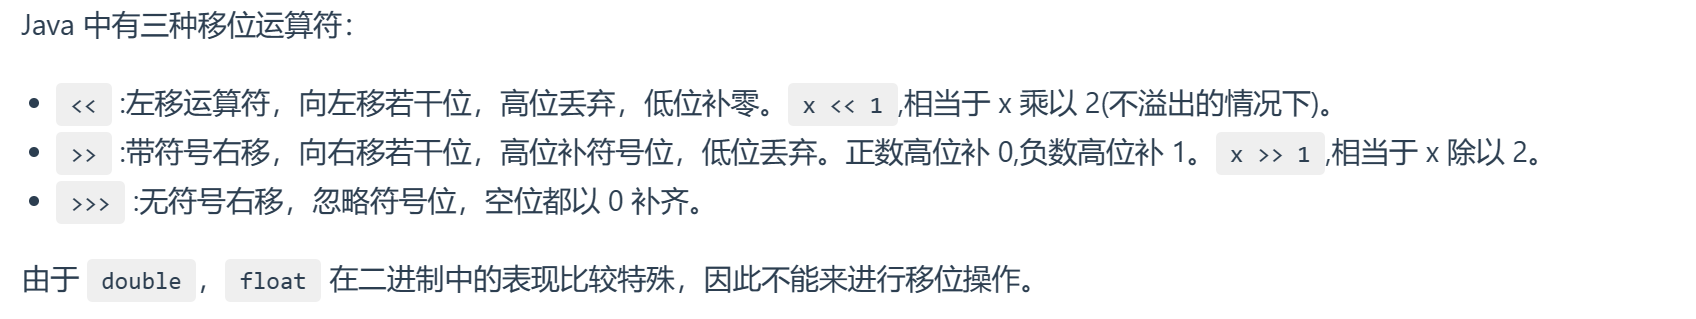 Java 中有三种移位运算符：
• << :左移运算符，向左移若干位，高位丢弃，低位补零。 x << 1 ,相当于 x 乘以 2(不溢出的情况下)。
• >> :带符号右移，向右移若干位，高位补符号位，低位丢弃。正数高位补 0,负数高位补 1。 x >> 1 ,相当于 x 除以 2。
• >>> :无符号右移，忽略符号位，空位都以 0 补齐。
由于 double ， float 在二进制中的表现比较特殊，因此不能来进行移位操作。